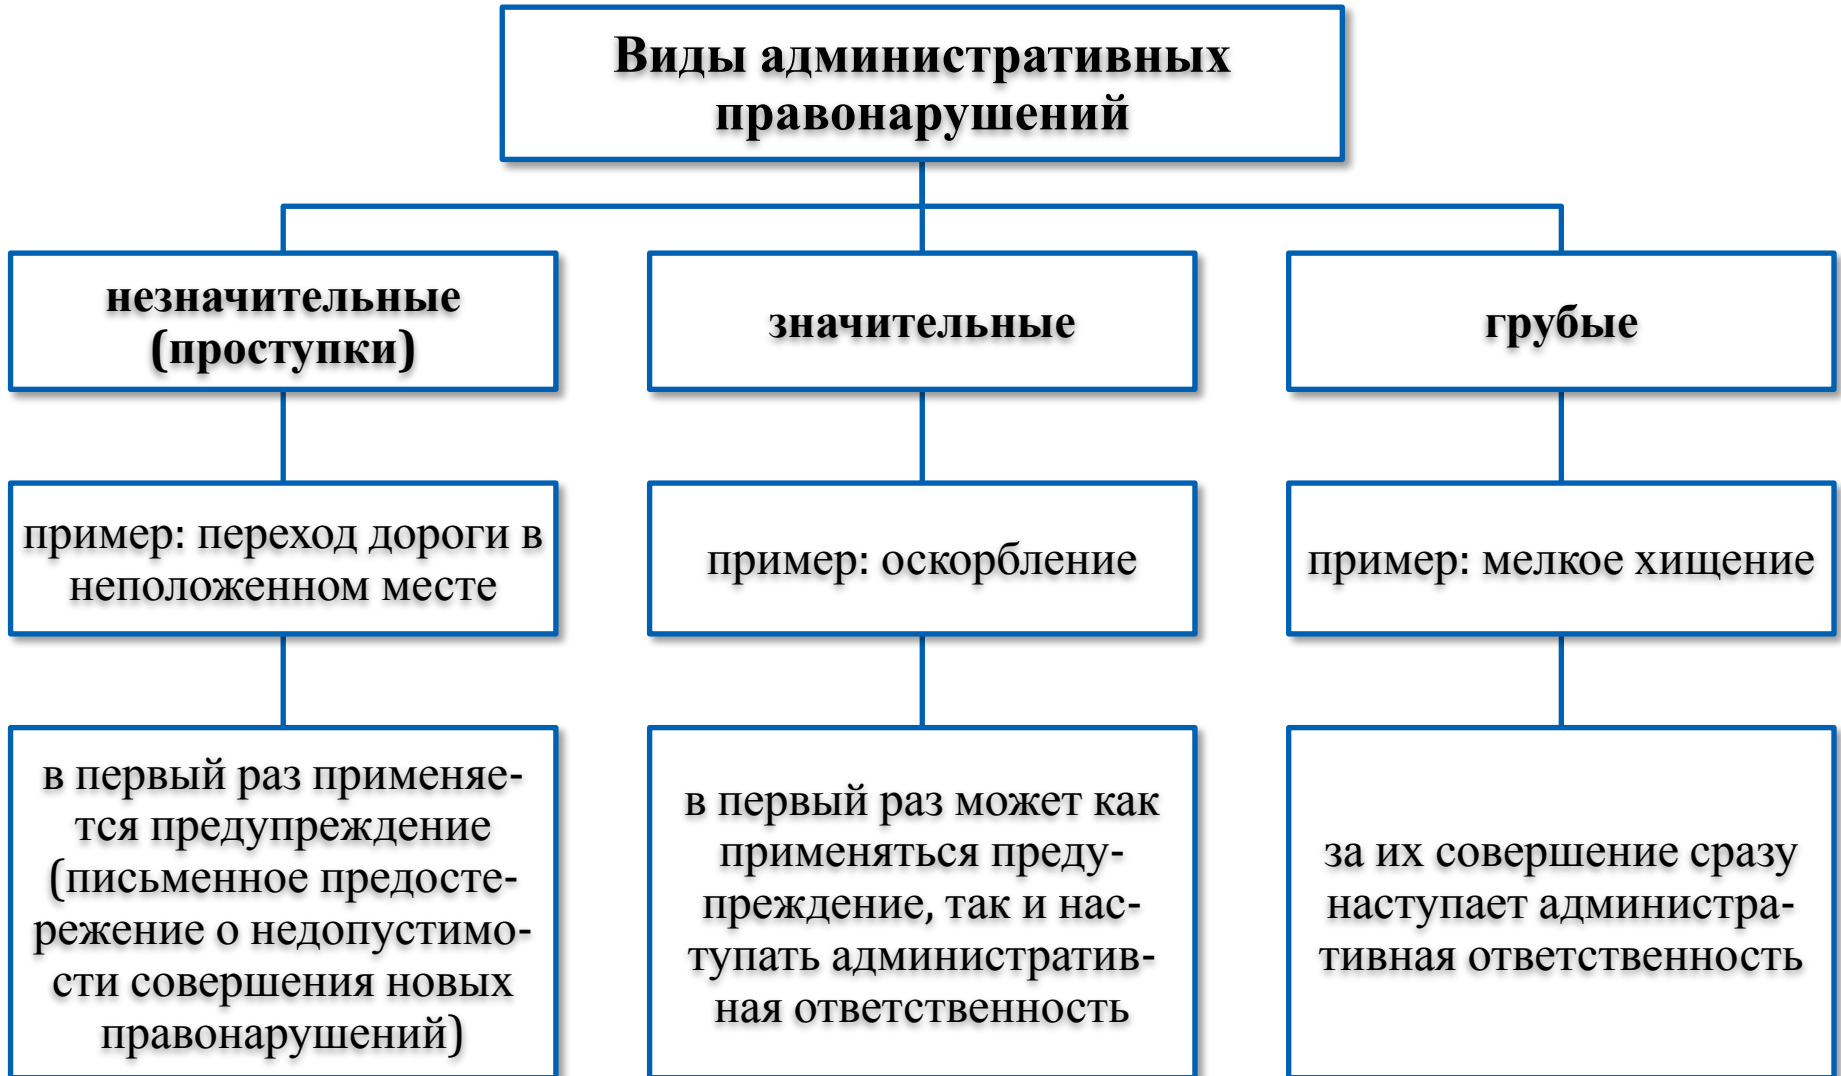 Виды административных
правонарушений
незначительные
(проступки)
значительные
грубые
пример: переход дороги в
неположенном месте
пример: оскорбление
пример: мелкое хищение
в первый раз применяе-
тся предупреждение
(письменное предосте-
режение о недопустимо-
сти совершения новых
правонарушений)
в первый раз может как
применяться преду-
преждение, так и нас-
тупать административ-
ная ответственность
за их совершение сразу
наступает администра-
тивная ответственность